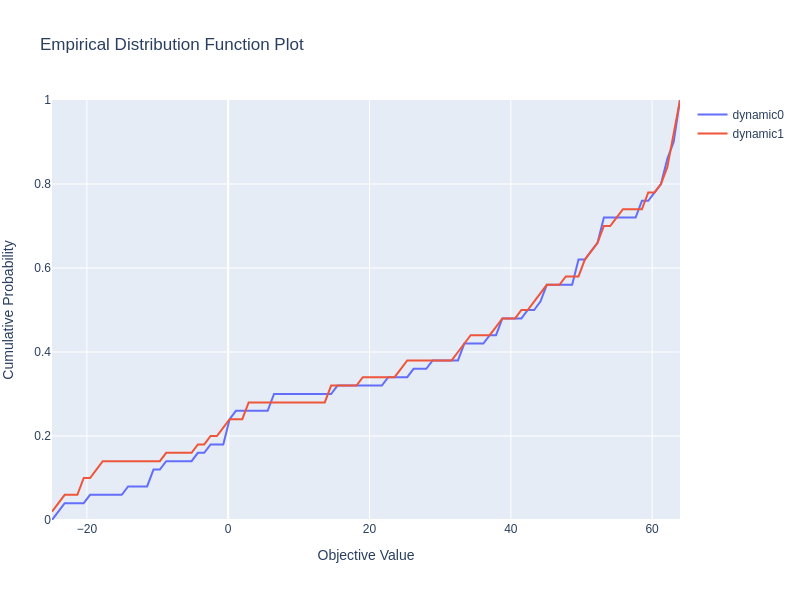 Empirical Distribution Function Plot
dynamic0
dynamic1
1
0.8
0.6
0.4
0.2
0
Cumulative Probability
−20
0
20
40
60
Objective Value